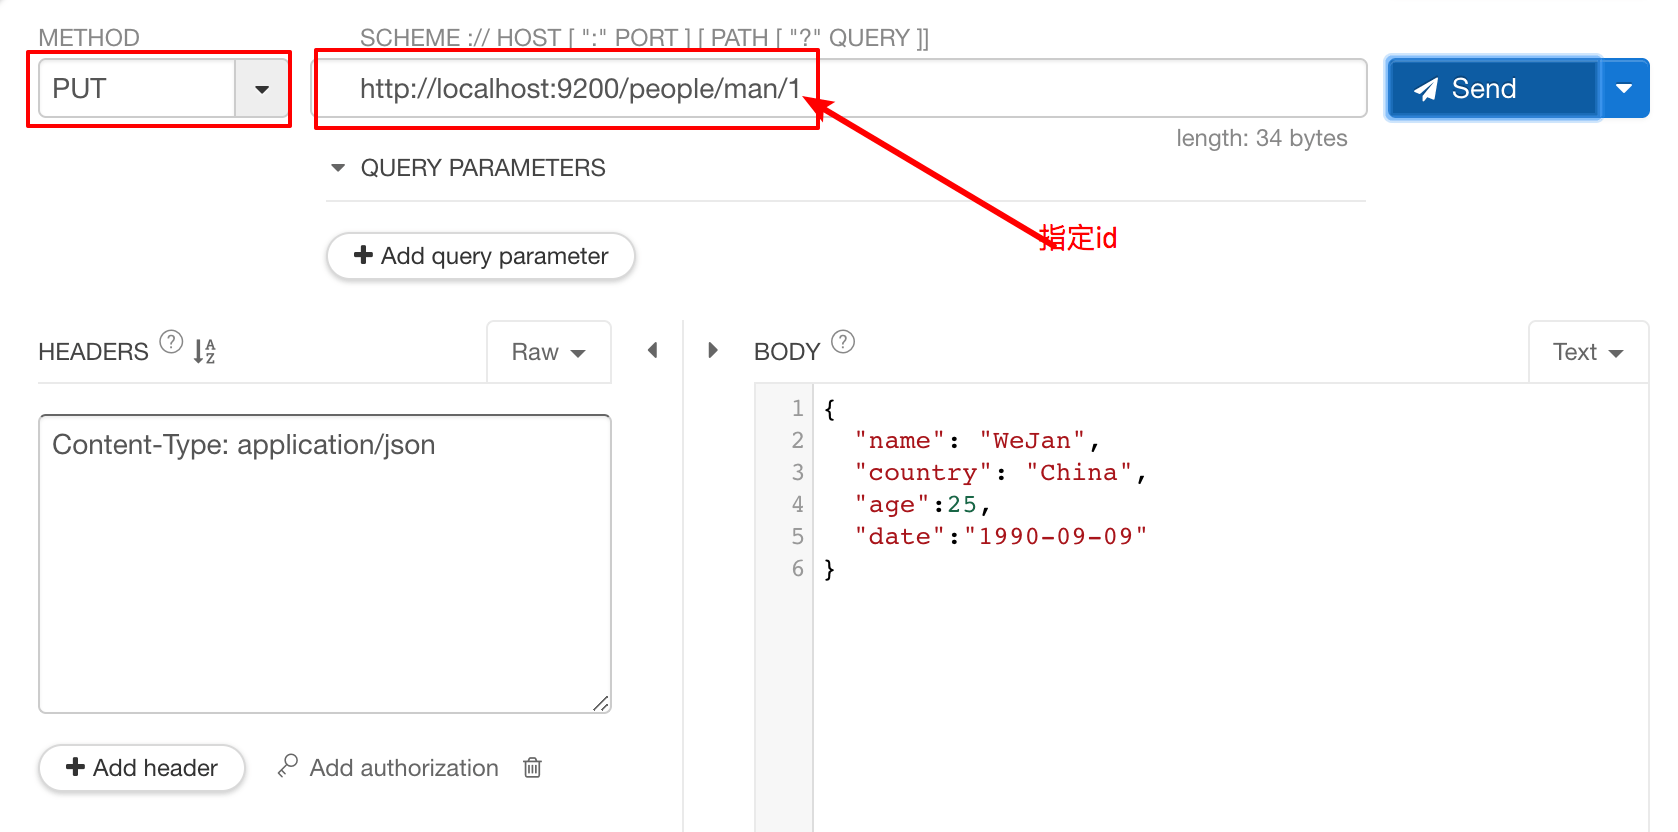 METHOD
SCHEME :// HOST [ ":" PORT ] [ PATH [ "?" QUERY ]]
PUT
http://localhost:9200/people/man/1
Send
length: 34 bytes
QUERY PARAMETERS
指定id
Add query parameter
HEADERS ? A Z
Raw
BODY ?
Text
Content-Type: application/json
1 {
2 "name": "WeJan",
3 "country": "China",
4 "age":25,
5 "date":"1990-09-09"
6 }
Add header
Add authorization